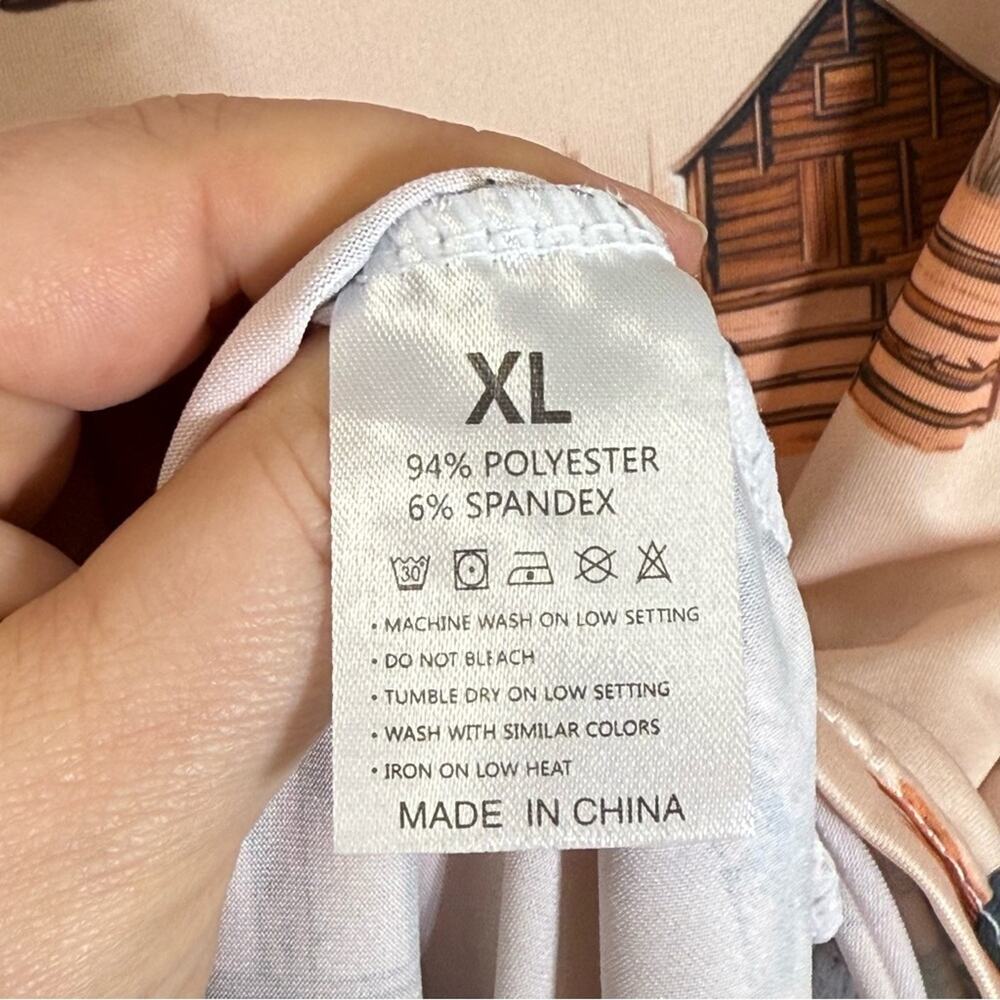 XL
94% POLYESTER
6% SPANDEX
30°
• MACHINE WASH ON LOW SETTING
• DO NOT BLEACH
• TUMBLE DRY ON LOW SETTING
• WASH WITH SIMILAR COLORS
• IRON ON LOW HEAT
MADE IN CHINA